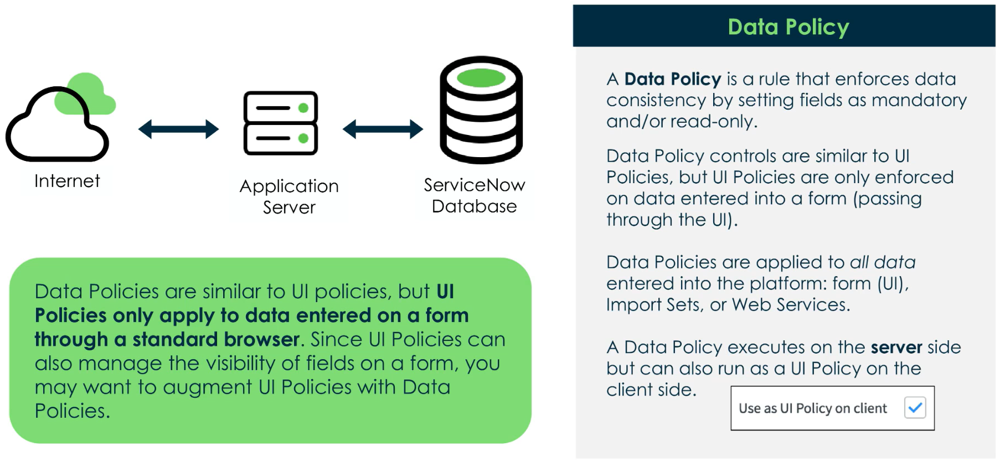 Internet
Application
Server
ServiceNow
Database
Data Policies are similar to UI policies, but UI
Policies only apply to data entered on a form
through a standard browser. Since UI Policies can
also manage the visibility of fields on a form, you
may want to augment UI Policies with Data
Policies.
Data Policy
A Data Policy is a rule that enforces data
consistency by setting fields as mandatory
and/or read-only.
Data Policy controls are similar to UI
Policies, but UI Policies are only enforced
on data entered into a form (passing
through the UI).
Data Policies are applied to all data
entered into the platform: form (UI),
Import Sets, or Web Services.
A Data Policy executes on the server side
but can also run as a UI Policy on the
client side.
Use as UI Policy on client